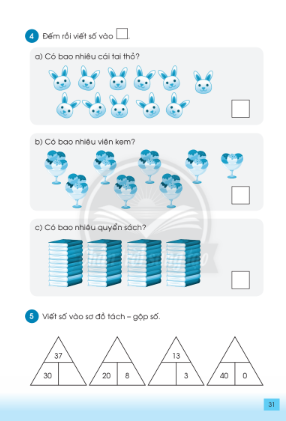 4 Đếm rồi viết số vào
a) Có bao nhiêu cái tai thỏ?
b) Có bao nhiêu viên kem?
c) Có bao nhiêu quyển sách?
5 Viết số vào sơ đồ tách – gộp số.
37 13
30 20 8 3 40 0
31